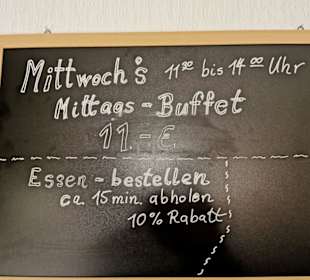 Mittwoch's 11³⁰ bis 14⁰⁰ Uhr
Mittags - Buffet
11.- €
Essen - bestellen
ca. 15 min. abholen
10% Rabatt